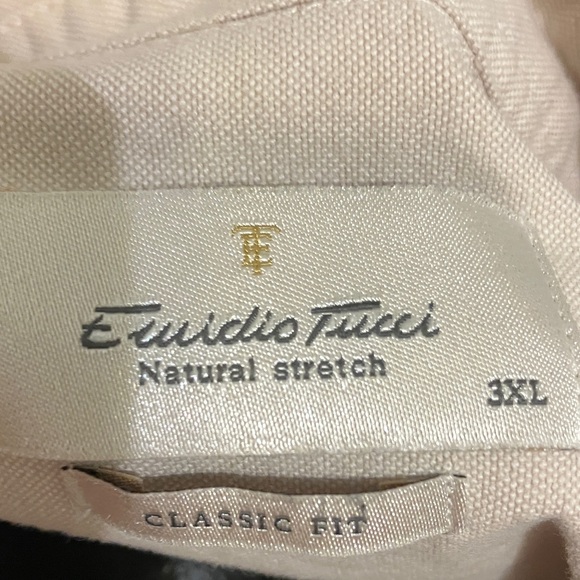 Emidio Tucci
Natural stretch
3XL
CLASSIC FIT